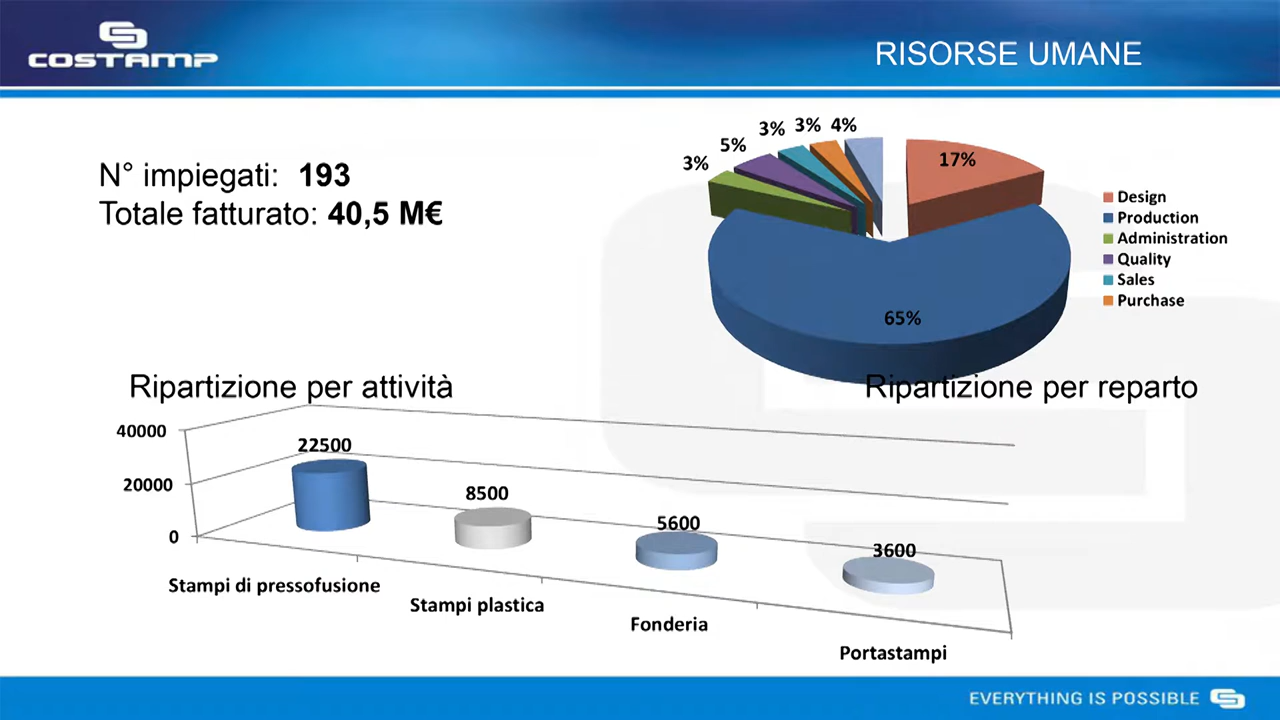 COSTAMP
RISORSE UMANE
N° impiegati: 193
Totale fatturato: 40,5 M€
3%
5%
3%
3%
4%
17%
65%
Design
Production
Administration
Quality
Sales
Purchase
Ripartizione per attività
Ripartizione per reparto
40000
20000
0
22500
8500
5600
3600
Stampi di pressofusione
Stampi plastica
Fonderia
Portastampi
EVERYTHING IS POSSIBLE